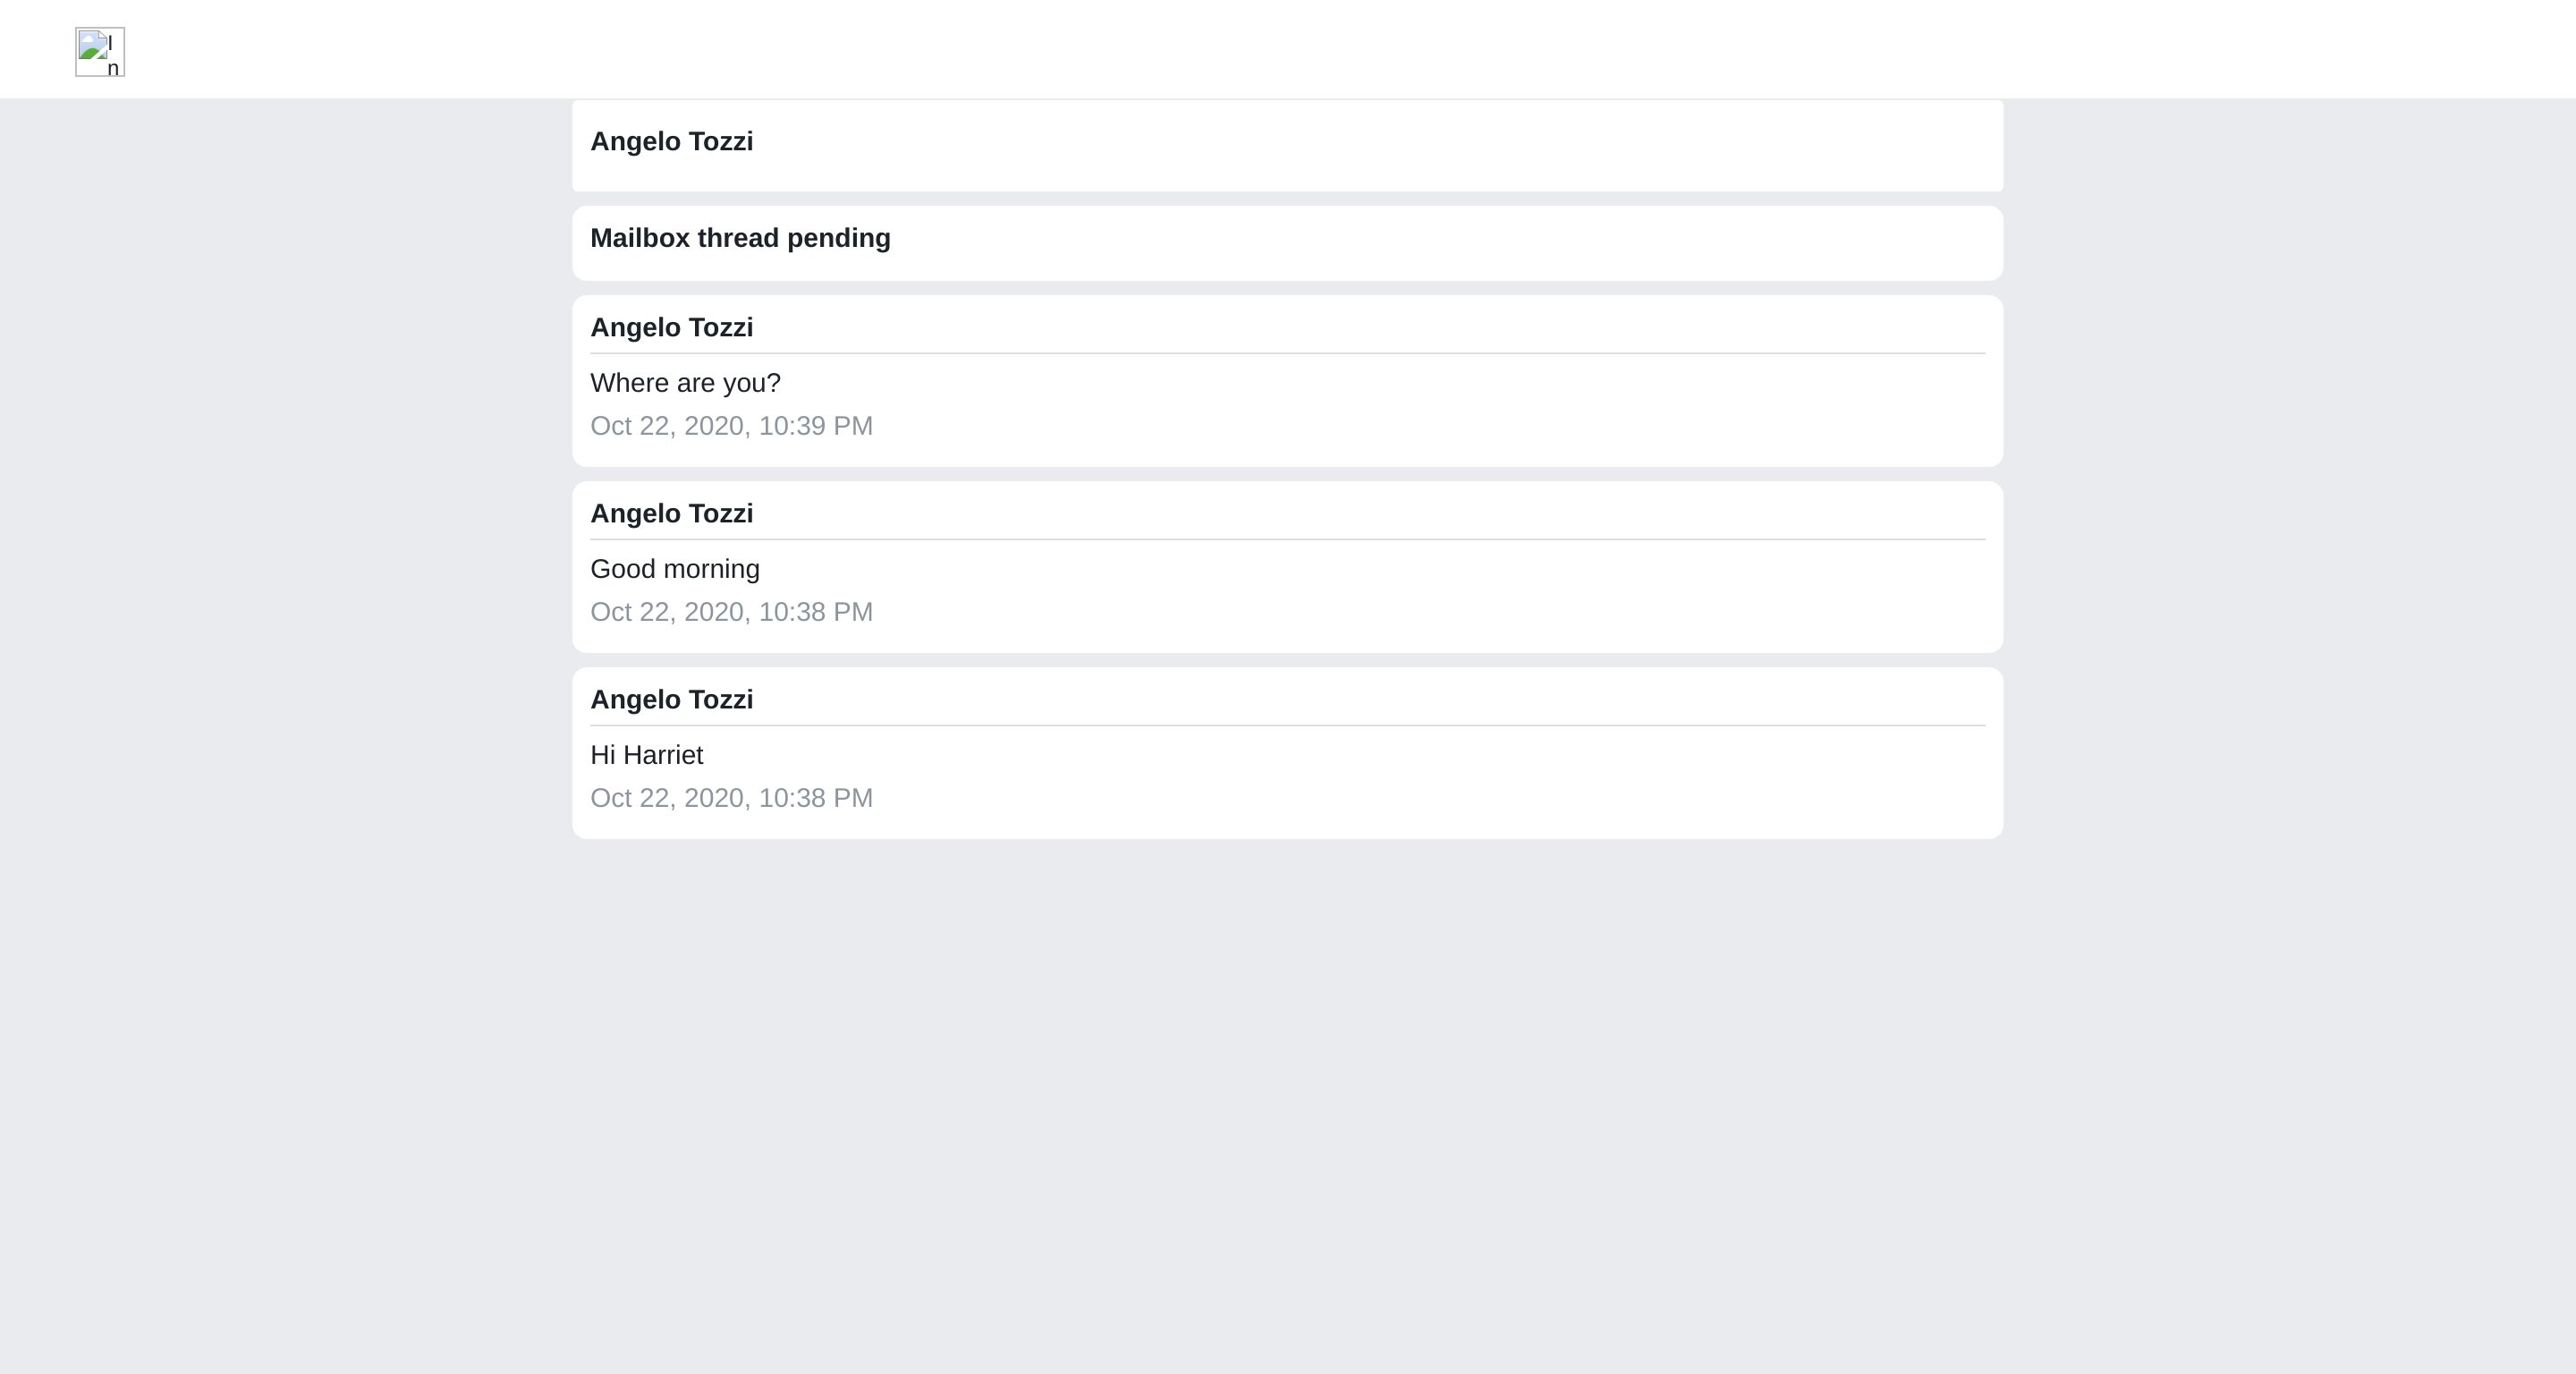 I
n
Angelo Tozzi
Mailbox thread pending
Angelo Tozzi
Where are you?
Oct 22, 2020, 10:39 PM
Angelo Tozzi
Good morning
Oct 22, 2020, 10:38 PM
Angelo Tozzi
Hi Harriet
Oct 22, 2020, 10:38 PM